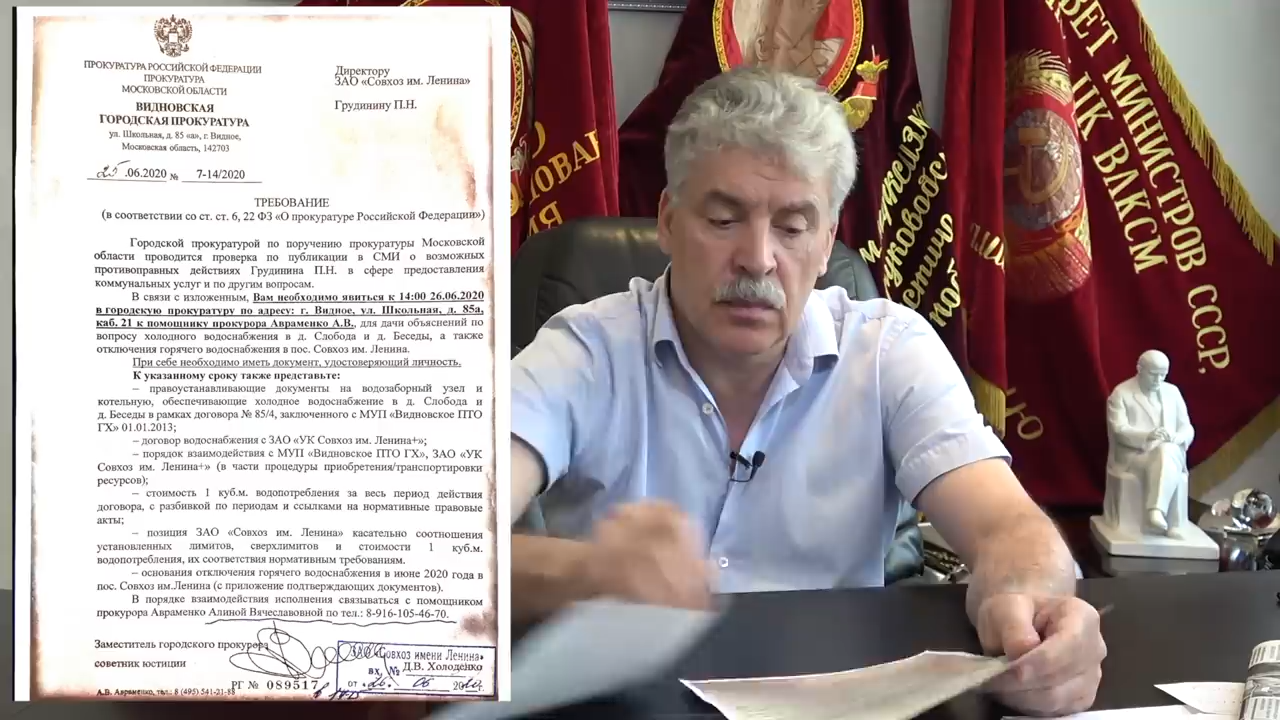 ПРОКУРАТУРА РОССИЙСКОЙ ФЕДЕРАЦИИ
ПРОКУРАТУРА
МОСКОВСКОЙ ОБЛАСТИ
ВИДНОВСКАЯ
ГОРОДСКАЯ ПРОКУРАТУРА
ул. Школьная, д. 85 «а», г. Видное,
Московская область, 142703
25 .06.2020 № 7-14/2020
Директору
ЗАО «Совхоз им. Ленина»
Грудинину П.Н.
ТРЕБОВАНИЕ
(в соответствии со ст. ст. 6, 22 ФЗ «О прокуратуре Российской Федерации»)
Городской прокуратурой по поручению прокуратуры Московской
области проводится проверка по публикации в СМИ о возможных
противоправных действиях Грудинина П.Н. в сфере предоставления
коммунальных услуг и по другим вопросам.
В связи с изложенным, Вам необходимо явиться к 14:00 26.06.2020
в городскую прокуратуру по адресу: г. Видное, ул. Школьная, д. 85а,
каб. 21 к помощнику прокурора Авраменко А.В., для дачи объяснений по
вопросу холодного водоснабжения в д. Слобода и д. Беседы, а также
отключения горячего водоснабжения в пос. Совхоз им. Ленина.
При себе необходимо иметь документ, удостоверяющий личность.
К указанному сроку также представьте:
– правоустанавливающие документы на водозаборный узел и
котельную, обеспечивающие холодное водоснабжение в д. Слобода и
д. Беседы в рамках договора № 85/4, заключенного с МУП «Видновское ПТО
ГХ» 01.01.2013;
– договор водоснабжения с ЗАО «УК Совхоз им. Ленина+»;
– порядок взаимодействия с МУП «Видновское ПТО ГХ», ЗАО «УК
Совхоз им. Ленина+» (в части процедуры приобретения/транспортировки
ресурсов);
– стоимость 1 куб.м. водопотребления за весь период действия
договора, с разбивкой по периодам и ссылками на нормативные правовые
акты;
– позиция ЗАО «Совхоз им. Ленина» касательно соотношения
установленных лимитов, сверхлимитов и стоимости 1 куб.м.
водопотребления, их соответствия нормативным требованиям.
– основания отключения горячего водоснабжения в июне 2020 года в
пос. Совхоз им.Ленина (с приложение подтверждающих документов).
В порядке взаимодействия исполнения связываться с помощником
прокурора Авраменко Алиной Вячеславовной по тел.: 8-916-105-46-70.
Заместитель городского прокурора
советник юстиции
Д.В. Холоденко
ЗАО «Совхоз имени Ленина»
вх. №
от 26 06 2020 г.
РГ № 089517
А.В. Авраменко, тел.: 8 (495) 541-21-88
СОВЕТ МИНИСТРОВ СССР,
ЦК ВЛКСМ